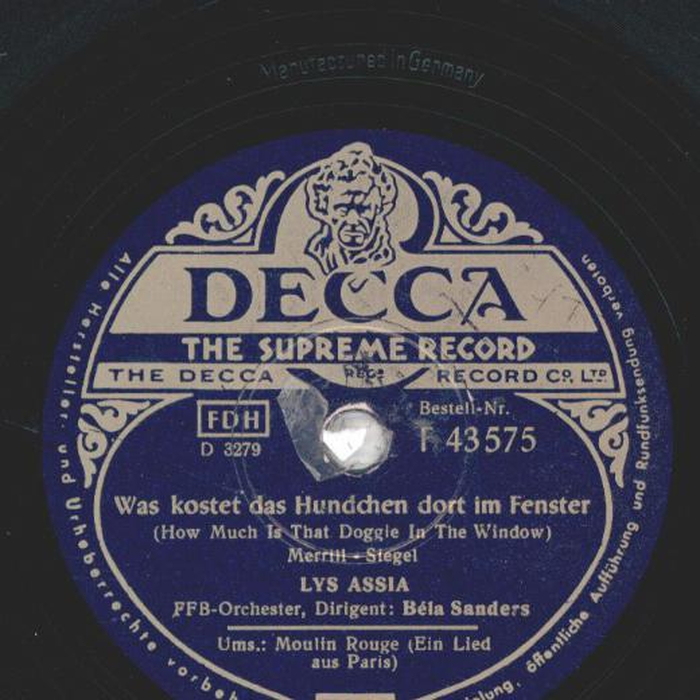 Manufactured in Germany
DECCA
THE SUPREME RECORD
THE DECCA REGD RECORD CO. LTD
FDH
D 3279
Bestell-Nr.
F 43575
Was kostet das Hundchen dort im Fenster
(How Much Is That Doggie In The Window)
Merrill - Siegel
LYS ASSIA
FFB-Orchester, Dirigent: Béla Sanders
Ums.: Moulin Rouge (Ein Lied
aus Paris)
Alle Hersteller- und Urheberrechte vorbeh
öffentliche Aufführung und Rundfunksendung verboten